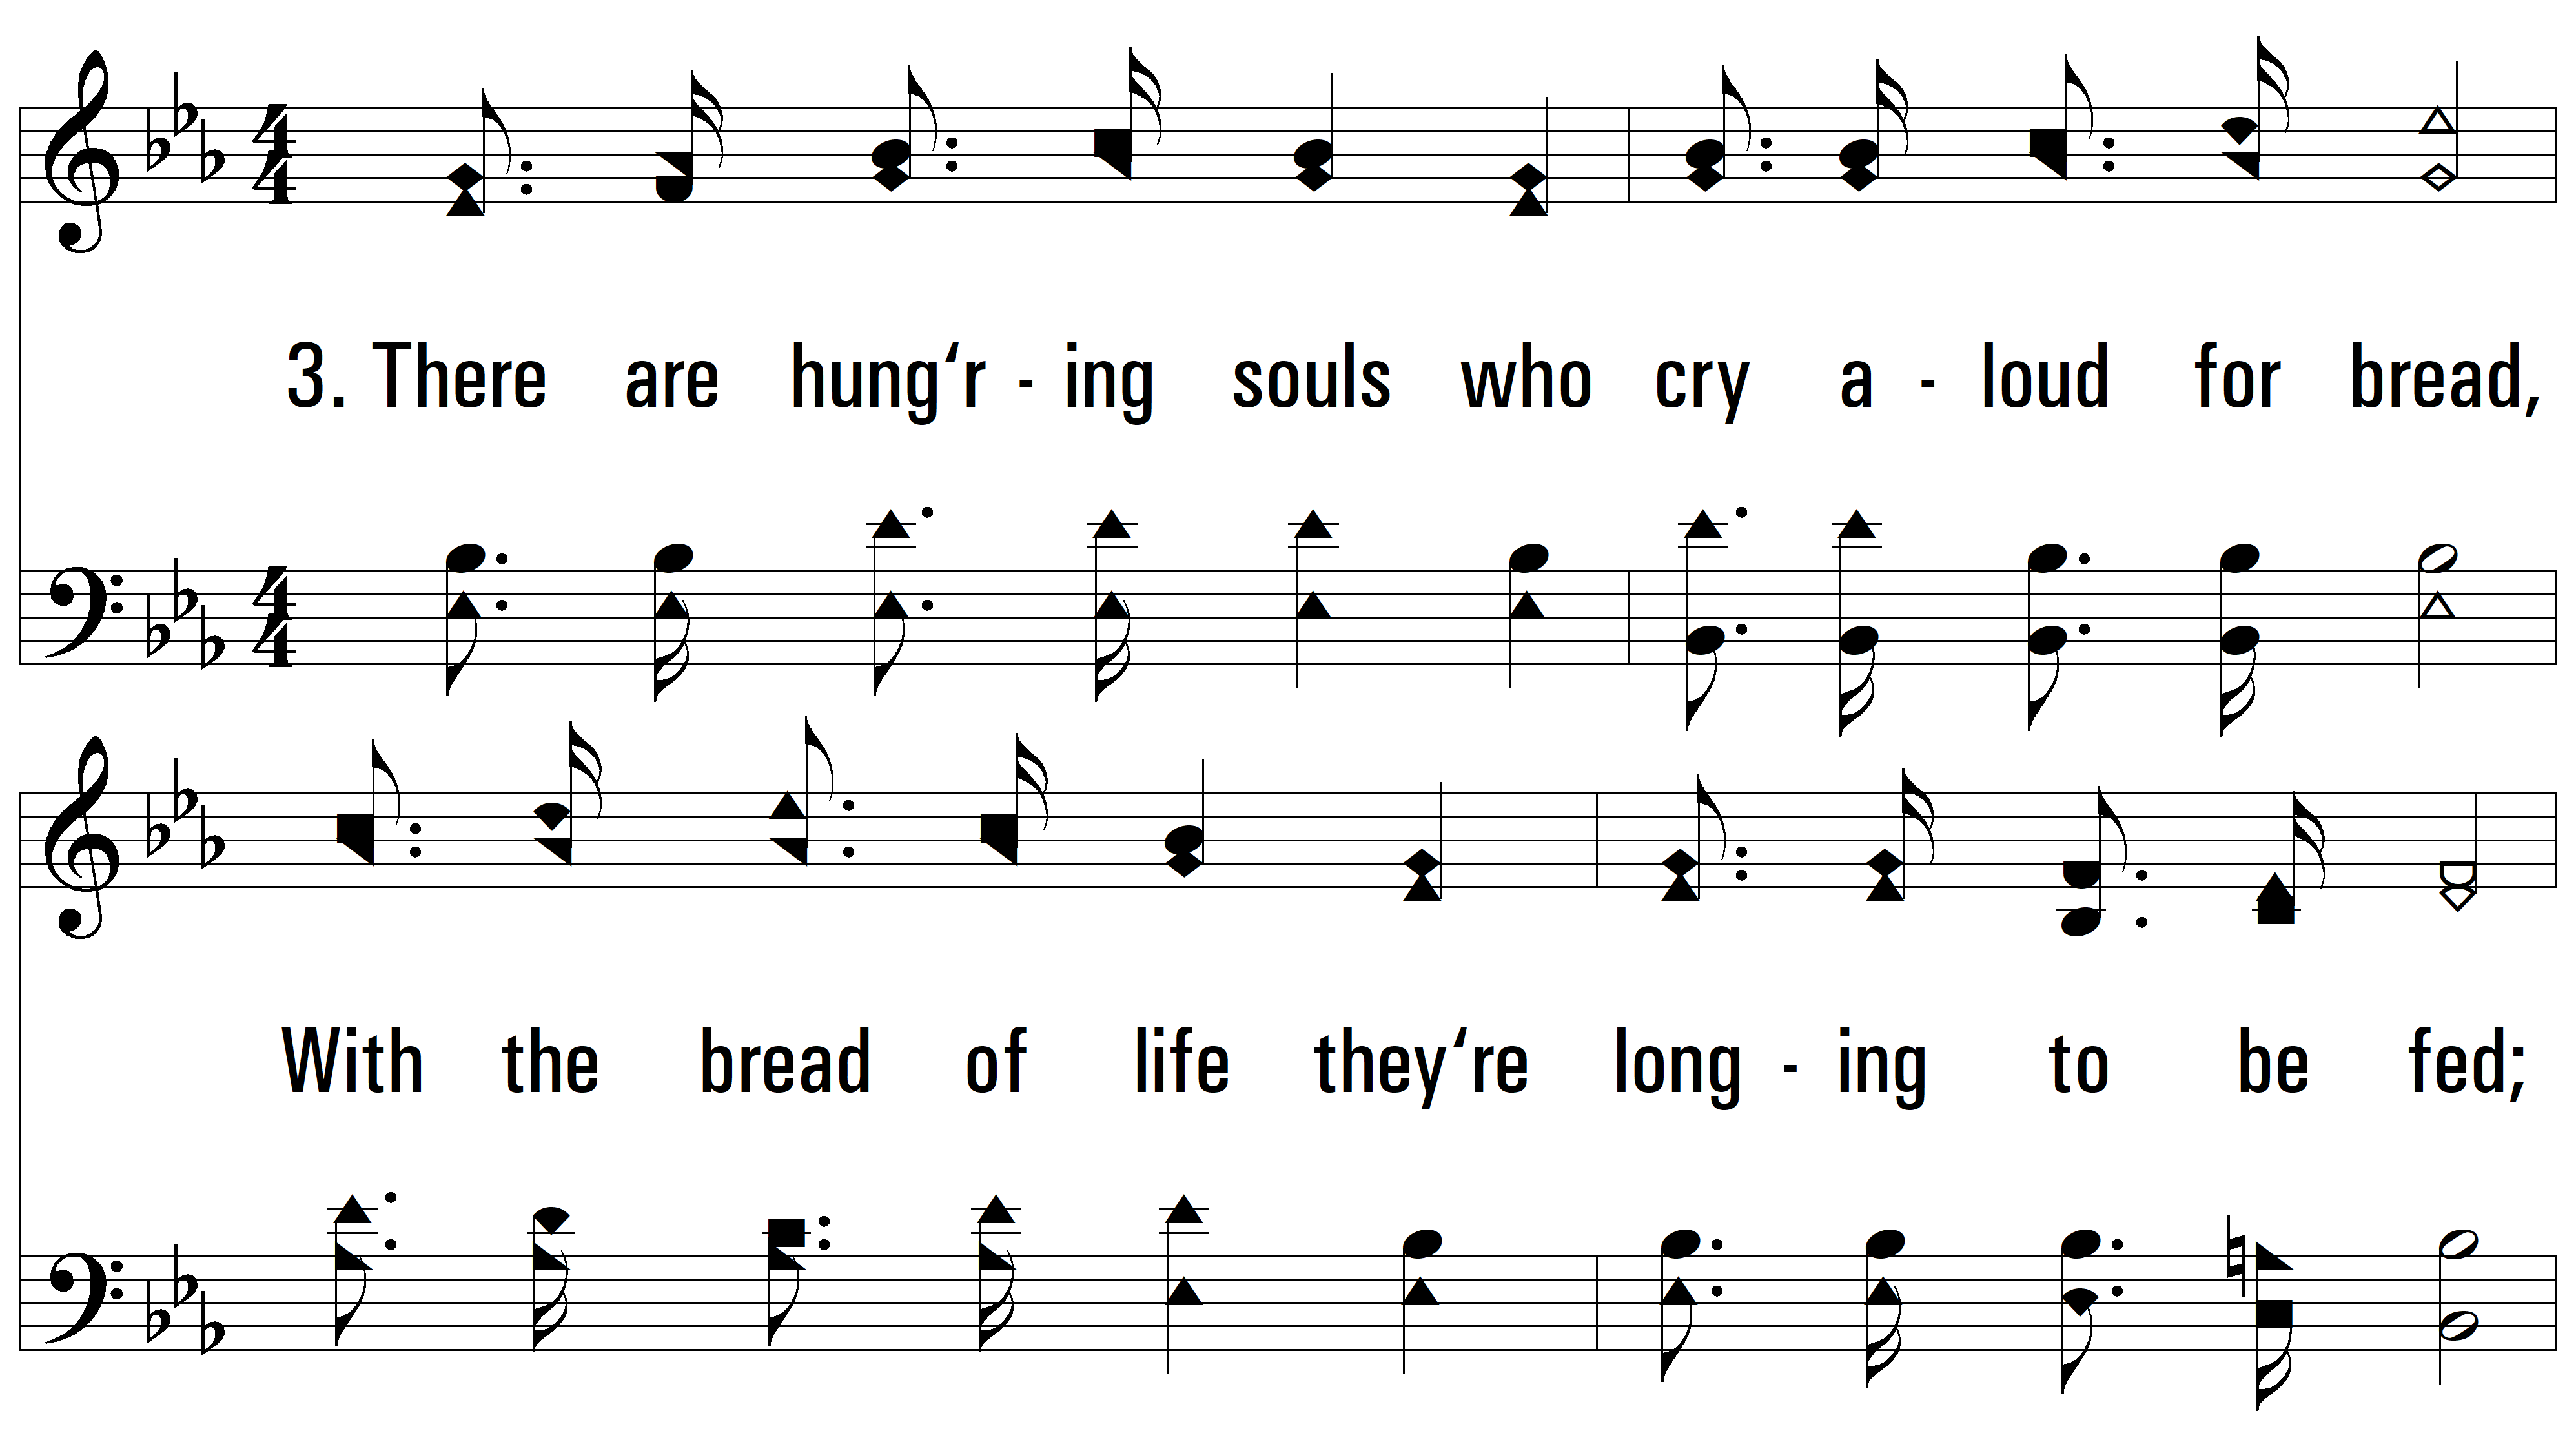 3. There are hung‘r - ing souls who cry a - loud for bread,
With the bread of life they‘re long - ing to be fed;